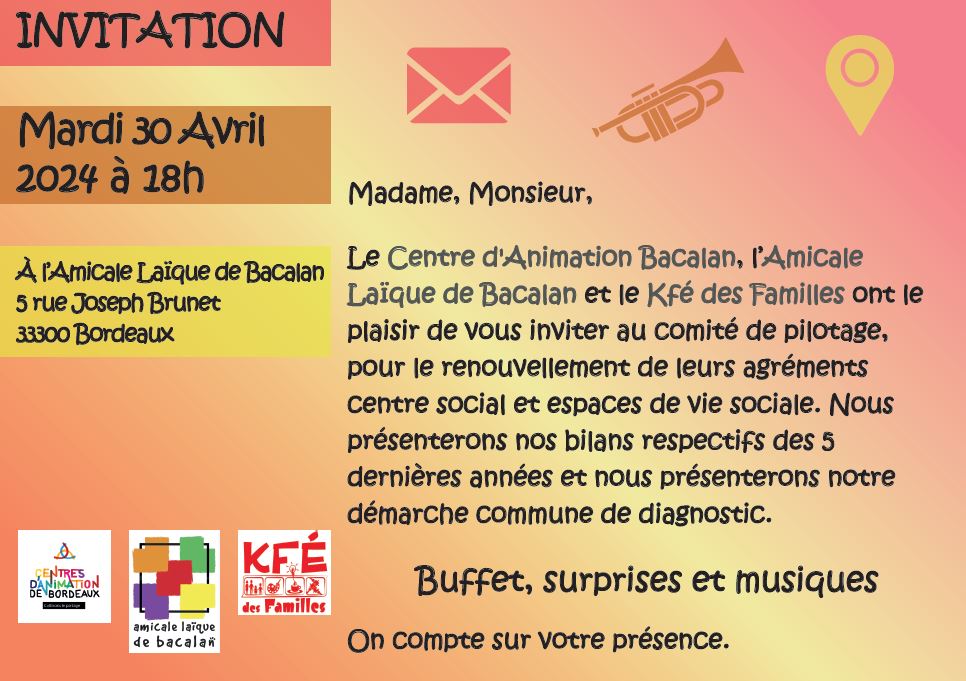 INVITATION
Mardi 30 Avril
2024 à 18h
À l'Amicale Laïque de Bacalan
5 rue Joseph Brunet
33300 Bordeaux
Madame, Monsieur,
Le Centre d'Animation Bacalan, l'Amicale
Laïque de Bacalan et le Kfé des Familles ont le
plaisir de vous inviter au comité de pilotage,
pour le renouvellement de leurs agréments
centre social et espaces de vie sociale. Nous
présenterons nos bilans respectifs des 5
dernières années et nous présenterons notre
démarche commune de diagnostic.
Buffet, surprises et musiques
On compte sur votre présence.
CENTRES
D'ANIMATION
DE BORDEAUX
amicale laïque
de bacalan
KFÉ
des Familles